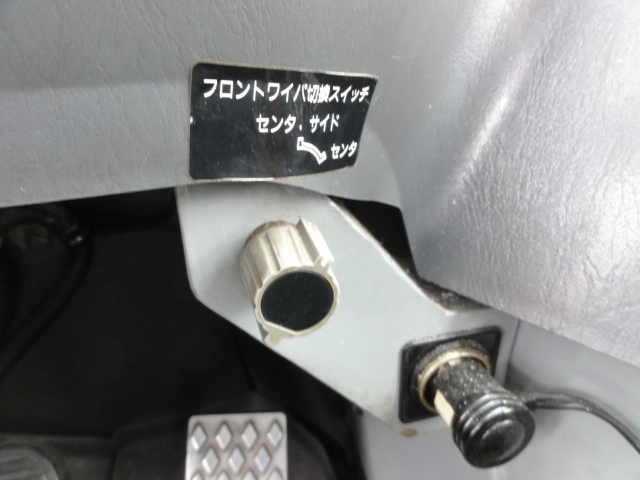 フロントワイパ切換スイッチ
センタ、サイド
センタ